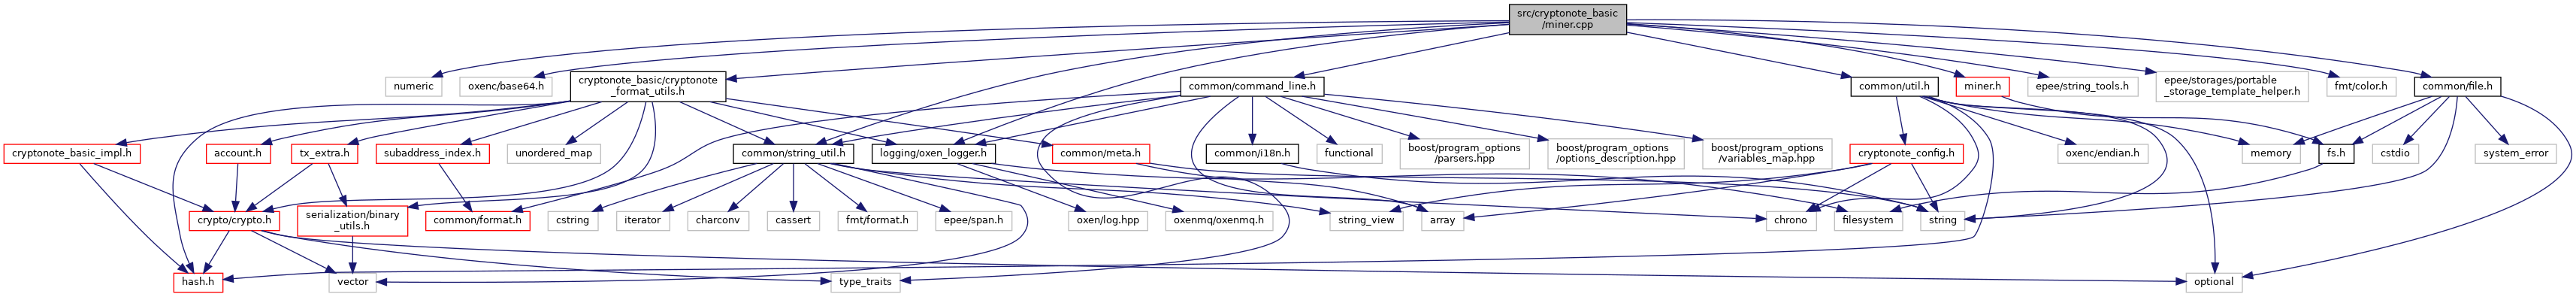 src/cryptonote_basic
/miner.cpp
numeric
oxenc/base64.h
cryptonote_basic/cryptonote
_format_utils.h
common/command_line.h
common/util.h
miner.h
epee/string_tools.h
epee/storages/portable
_storage_template_helper.h
fmt/color.h
common/file.h
cryptonote_basic_impl.h
account.h
tx_extra.h
subaddress_index.h
unordered_map
common/string_util.h
logging/oxen_logger.h
common/meta.h
common/i18n.h
functional
boost/program_options
/parsers.hpp
boost/program_options
/options_description.hpp
boost/program_options
/variables_map.hpp
cryptonote_config.h
oxenc/endian.h
memory
fs.h
cstdio
system_error
crypto/crypto.h
serialization/binary
_utils.h
common/format.h
cstring
iterator
charconv
cassert
fmt/format.h
epee/span.h
oxen/log.hpp
oxenmq/oxenmq.h
string_view
array
chrono
filesystem
string
hash.h
vector
type_traits
optional